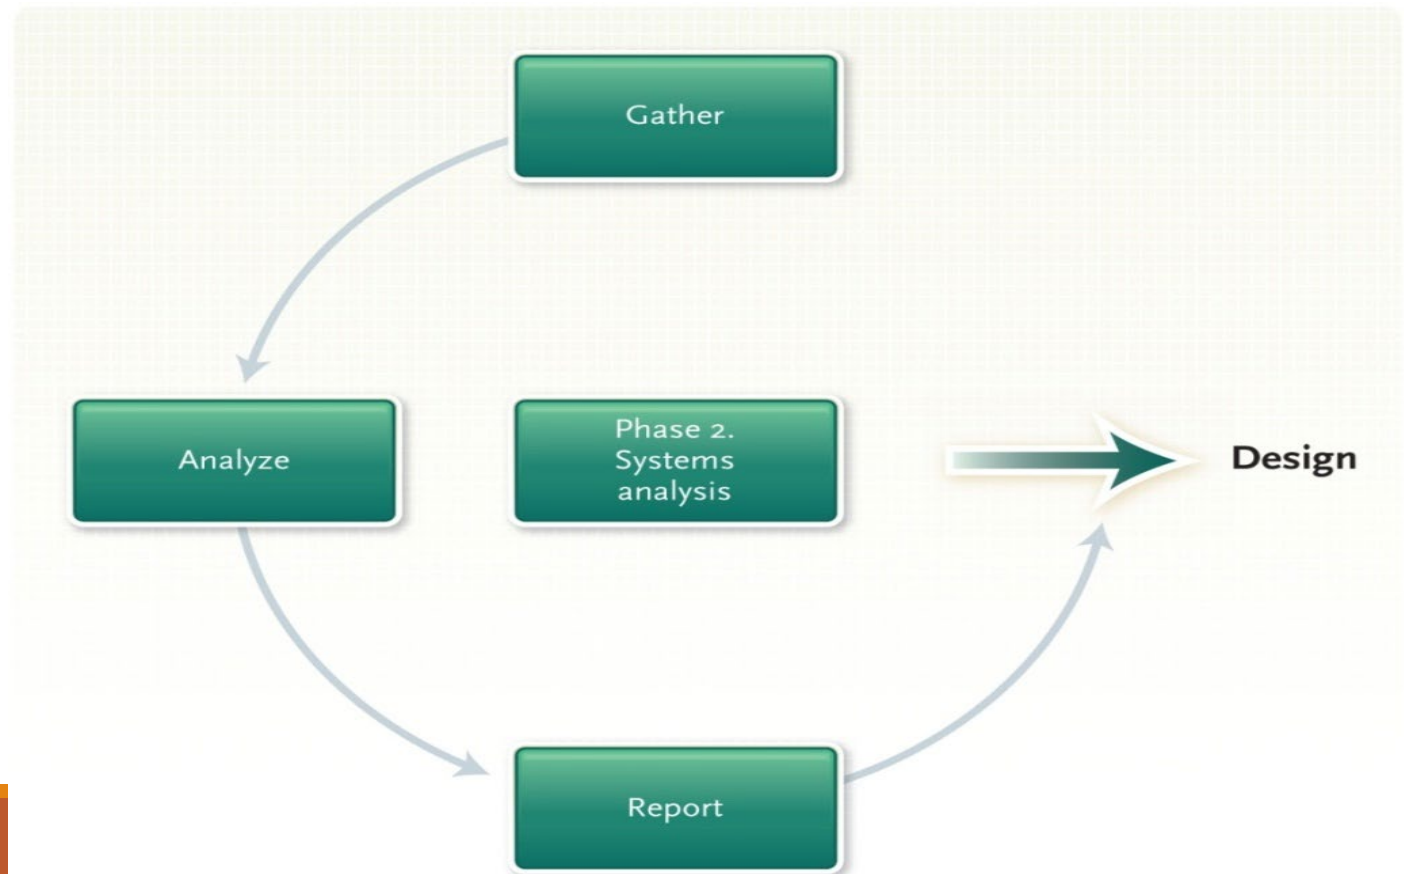 Gather
Analyze
Phase 2.
Systems
analysis
Design
Report